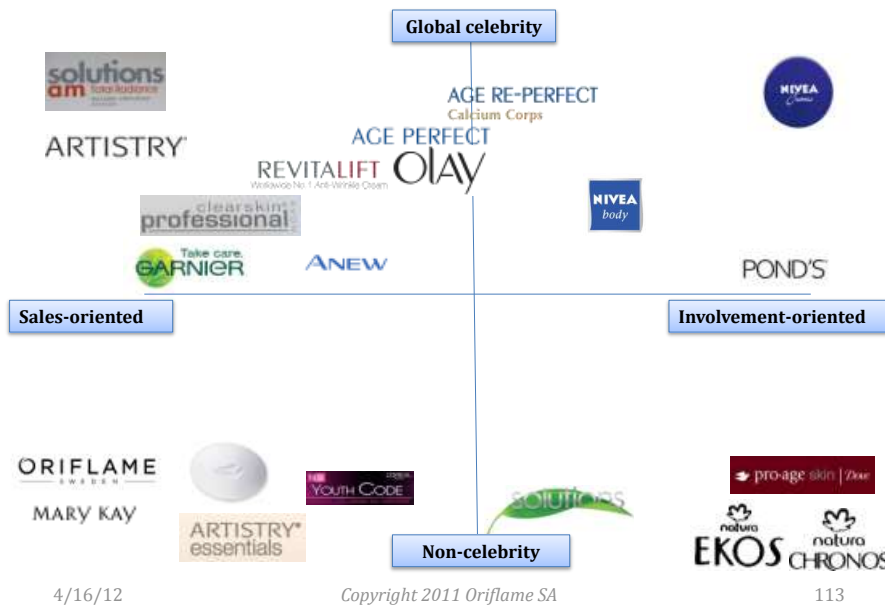 Global celebrity
solutions
am Total Radiance
ARTISTRY®
AGE RE-PERFECT
Calcium Corps
NIVEA
Creme
AGE PERFECT
REVITALIFT
Worldwide No. 1 Anti-Wrinkle Cream
OLAY
clearskin
professional
NIVEA
body
Take care.
GARNIER
ANEW
POND'S
Sales-oriented
Involvement-oriented
ORIFLAME
SWEDEN
MARY KAY
YOUTH CODE
solutions
pro·age skin | Dove
ARTISTRY®
essentials
natura
EKOS
natura
CHRONOS
Non-celebrity
4/16/12
Copyright 2011 Oriflame SA
113